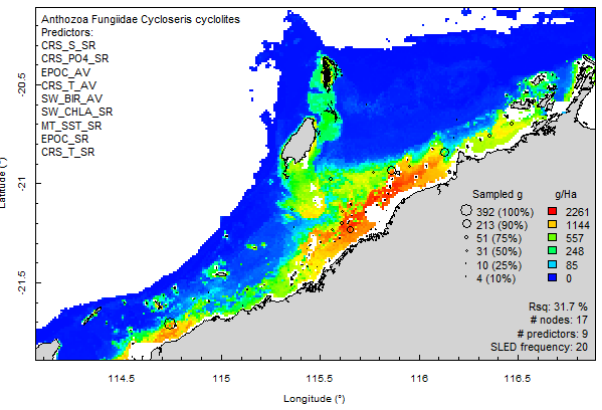 Anthozoa Fungiidae Cycloseris cyclolites
Predictors:
CRS_S_SR
CRS_PO4_SR
EPOC_AV
CRS_T_AV
SW_BIR_AV
SW_CHLA_SR
MT_SST_SR
EPOC_SR
CRS_T_SR
-20.5
-21
-21.5
Latitude (°)
Sampled g g/Ha
392 (100%) 2261
213 (90%) 1144
51 (75%) 557
31 (50%) 248
10 (25%) 85
4 (10%) 0
Rsq: 31.7 %
# nodes: 17
# predictors: 9
SLED frequency: 20
114.5 115 115.5 116 116.5
Longitude (°)